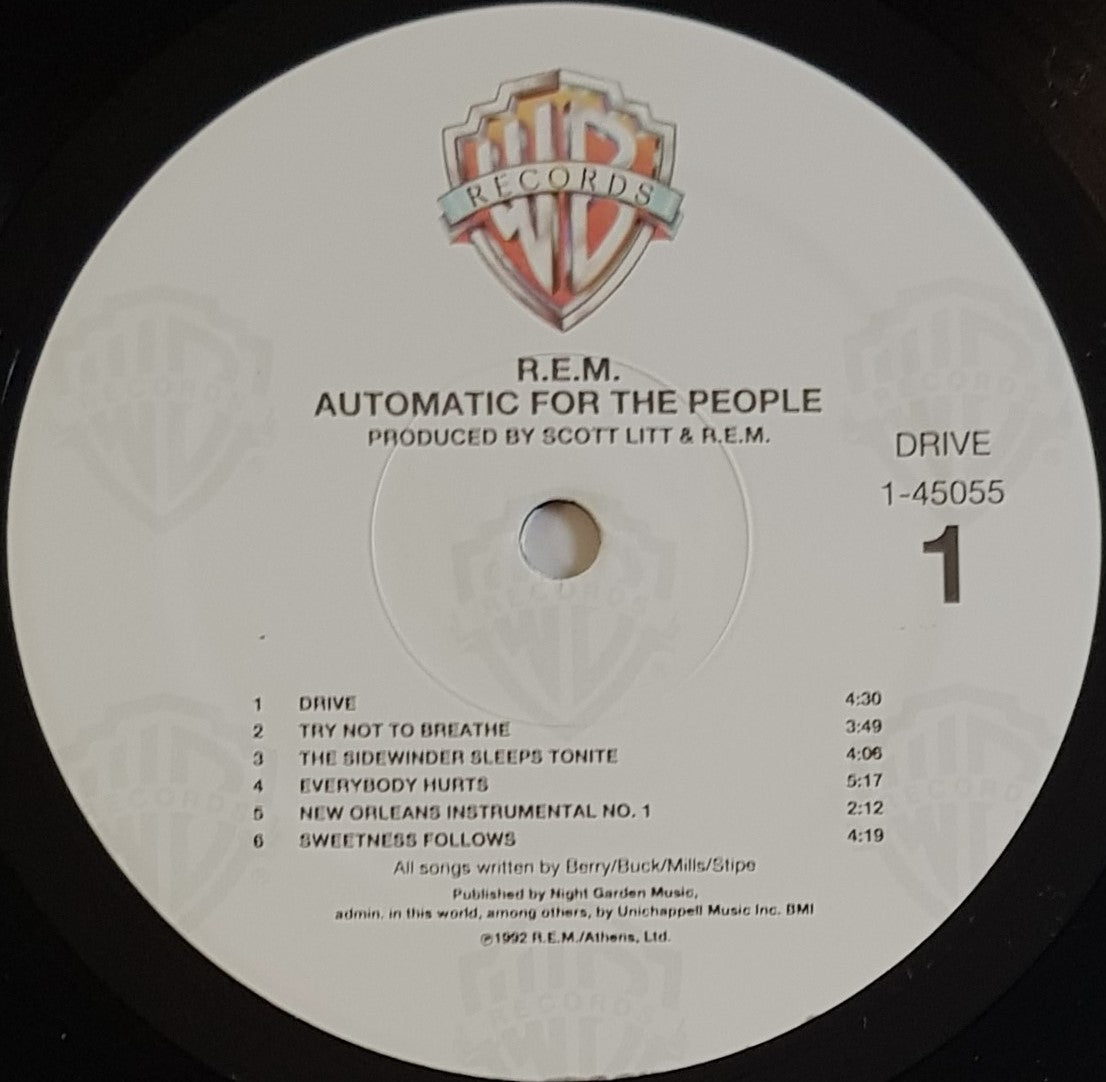 WB
RECORDS
R.E.M.
AUTOMATIC FOR THE PEOPLE
PRODUCED BY SCOTT LITT & R.E.M.
DRIVE
1-45055
1
1 DRIVE 4:30
2 TRY NOT TO BREATHE 3:49
3 THE SIDEWINDER SLEEPS TONITE 4:06
4 EVERYBODY HURTS 5:17
5 NEW ORLEANS INSTRUMENTAL NO. 1 2:12
6 SWEETNESS FOLLOWS 4:19
All songs written by Berry/Buck/Mills/Stipe
Published by Night Garden Music,
admin. in this world, among others, by Unichappell Music Inc. BMI
℗1992 R.E.M./Athens, Ltd.